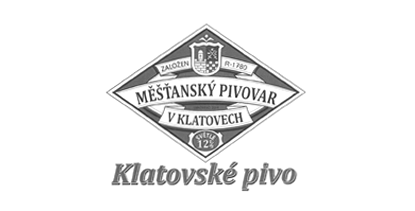 ZALOŽEN R·1780
MĚŠŤANSKÝ PIVOVAR
V KLATOVECH
SVĚTLÉ
12%
Klatovské pivo